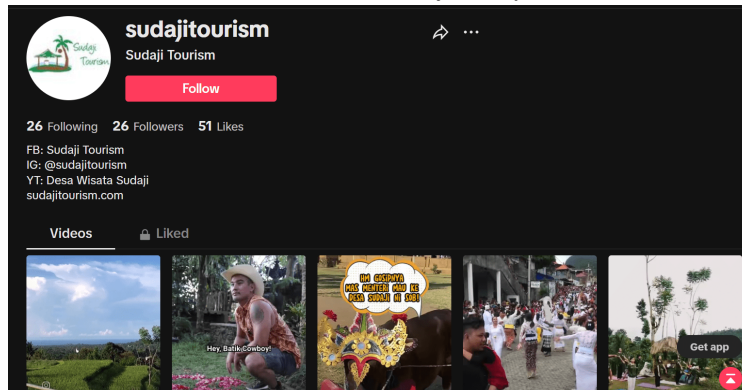 sudajitourism
Sudaji Tourism
Sudaji
Tourism
Follow
26 Following 26 Followers 51 Likes
FB: Sudaji Tourism
IG: @sudajitourism
YT: Desa Wisata Sudaji
sudajitourism.com
Videos Liked
Hey, Batik Cowboy!
HM GOSIPNYA
MAS MENTERI MAU KE
DESA SUDAJI NI SOB!
Get app